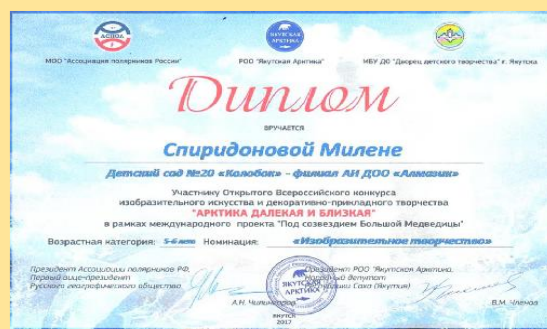 АСПОЛ
ЯКУТСКАЯ
АРКТИКА
МОО "Ассоциация полярников России"
РОО "Якутская Арктика"
МБУ ДО "Дворец детского творчества" г. Якутска
Диплом
ВРУЧАЕТСЯ
Спиридоновой Милене
Детский сад №20 «Колобок» - филиал АН ДОО «Алмазик»
Участнику Открытого Всероссийского конкурса
изобразительного искусства и декоративно-прикладного творчества
"АРКТИКА ДАЛЕКАЯ И БЛИЗКАЯ"
в рамках международного проекта "Под созвездием Большой Медведицы"
Возрастная категория: 5-6 лет Номинация: «Изобразительное творчество»
Президент Ассоциации полярников РФ,
Первый вице-президент
Русского географического общества
А.Н. Чилингаров
Президент РОО "Якутская Арктика,
Народный депутат
Саха (Якутия)
В.М. Членов
ЯКУТСКАЯ
АРКТИКА
ЯКУТСК
2017